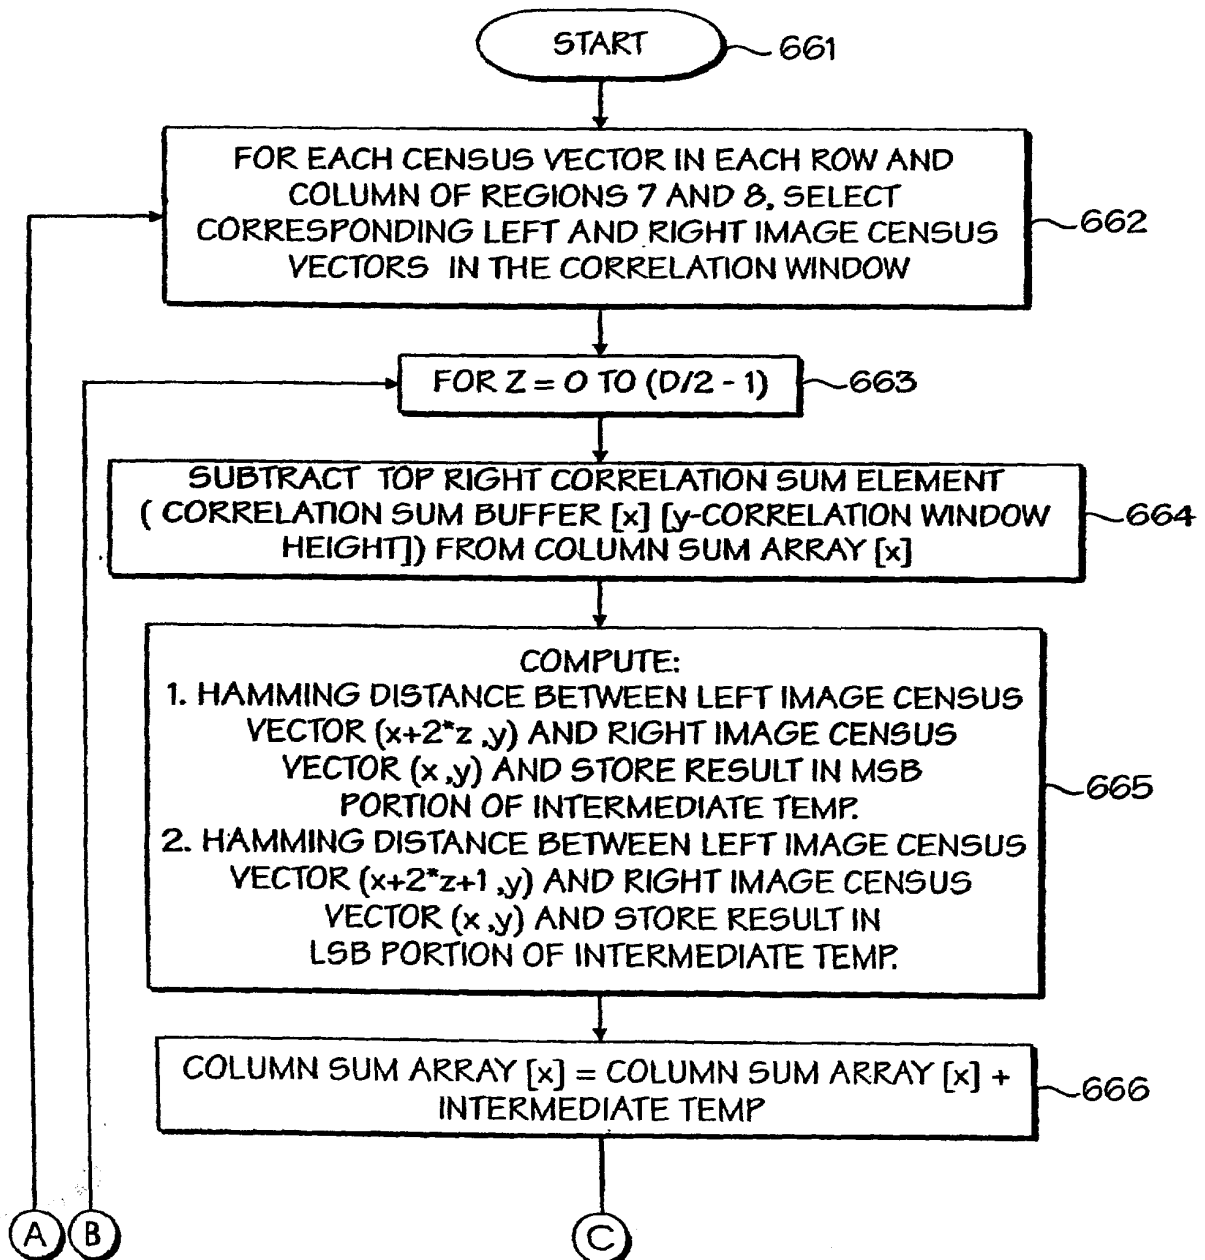 START
661
FOR EACH CENSUS VECTOR IN EACH ROW AND
COLUMN OF REGIONS 7 AND 8, SELECT
CORRESPONDING LEFT AND RIGHT IMAGE CENSUS
VECTORS IN THE CORRELATION WINDOW
662
FOR Z = 0 TO (D/2 - 1)
663
SUBTRACT TOP RIGHT CORRELATION SUM ELEMENT
( CORRELATION SUM BUFFER [x] [y-CORRELATION WINDOW
HEIGHT]) FROM COLUMN SUM ARRAY [x]
664
COMPUTE:
1. HAMMING DISTANCE BETWEEN LEFT IMAGE CENSUS
VECTOR (x+2*z ,y) AND RIGHT IMAGE CENSUS
VECTOR (x ,y) AND STORE RESULT IN MSB
PORTION OF INTERMEDIATE TEMP.
2. HAMMING DISTANCE BETWEEN LEFT IMAGE CENSUS
VECTOR (x+2*z+1 ,y) AND RIGHT IMAGE CENSUS
VECTOR (x ,y) AND STORE RESULT IN
LSB PORTION OF INTERMEDIATE TEMP.
665
COLUMN SUM ARRAY [x] = COLUMN SUM ARRAY [x] +
INTERMEDIATE TEMP
666
A
B
C